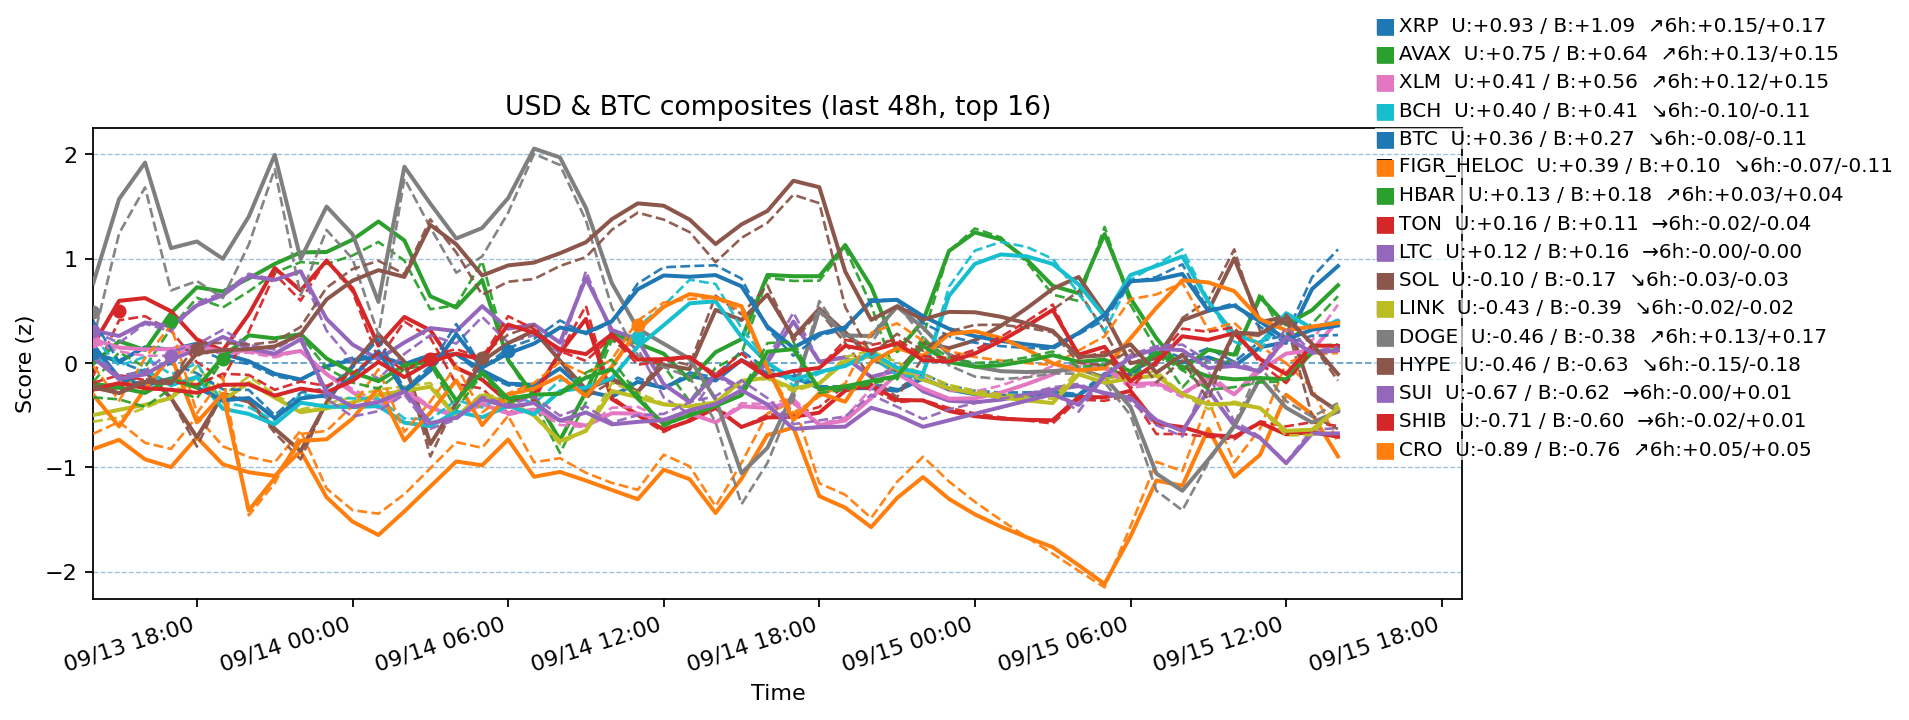 XRP  U:+0.93 / B:+1.09  ↗6h:+0.15/+0.17
AVAX  U:+0.75 / B:+0.64  ↗6h:+0.13/+0.15
XLM  U:+0.41 / B:+0.56  ↗6h:+0.12/+0.15
BCH  U:+0.40 / B:+0.41  ↘6h:-0.10/-0.11
BTC  U:+0.36 / B:+0.27  ↘6h:-0.08/-0.11
FIGR_HELOC  U:+0.39 / B:+0.10  ↘6h:-0.07/-0.11
HBAR  U:+0.13 / B:+0.18  ↗6h:+0.03/+0.04
TON  U:+0.16 / B:+0.11  →6h:-0.02/-0.04
LTC  U:+0.12 / B:+0.16  →6h:-0.00/-0.00
SOL  U:-0.10 / B:-0.17  ↘6h:-0.03/-0.03
LINK  U:-0.43 / B:-0.39  ↘6h:-0.02/-0.02
DOGE  U:-0.46 / B:-0.38  ↗6h:+0.13/+0.17
HYPE  U:-0.46 / B:-0.63  ↘6h:-0.15/-0.18
SUI  U:-0.67 / B:-0.62  →6h:-0.00/+0.01
SHIB  U:-0.71 / B:-0.60  →6h:-0.02/+0.01
CRO  U:-0.89 / B:-0.76  ↗6h:+0.05/+0.05
USD & BTC composites (last 48h, top 16)
Score (z)
2
1
0
−1
−2
09/13 18:00
09/14 00:00
09/14 06:00
09/14 12:00
09/14 18:00
09/15 00:00
09/15 06:00
09/15 12:00
09/15 18:00
Time